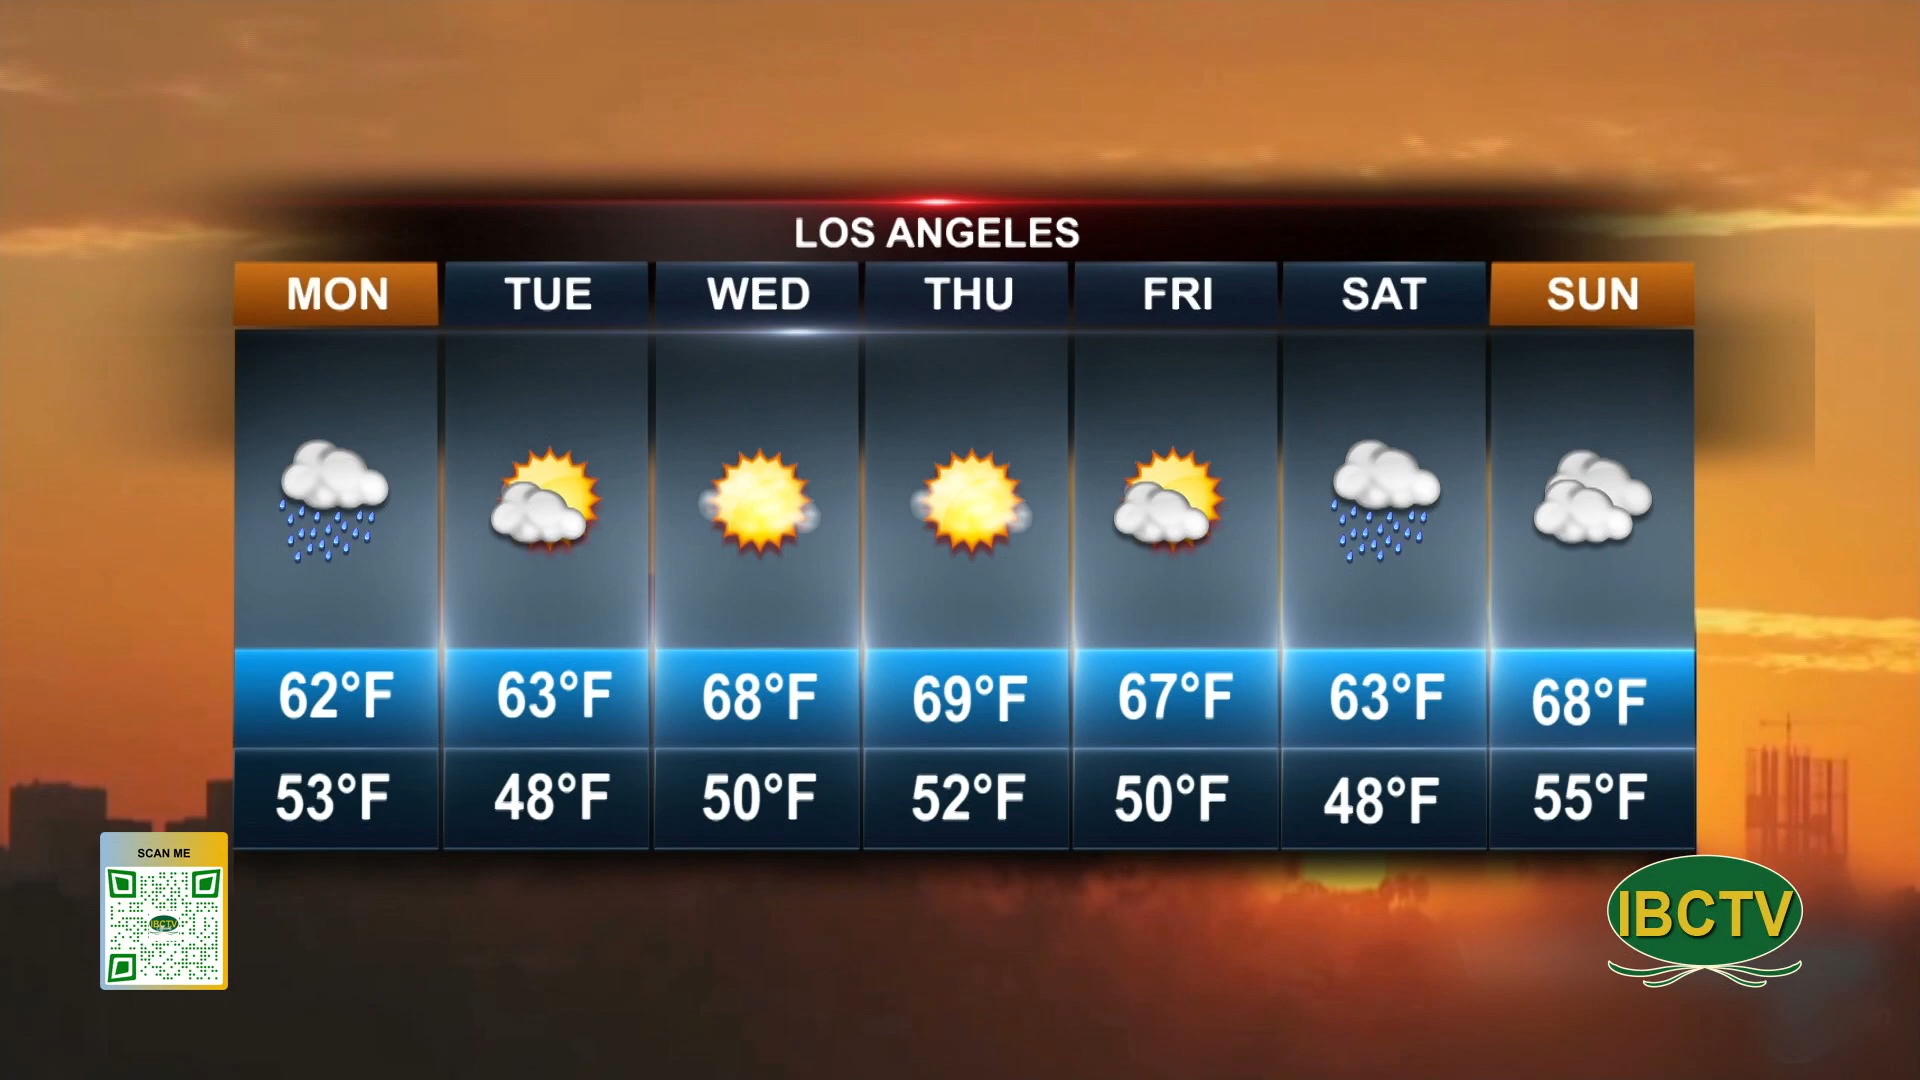 LOS ANGELES
MON TUE WED THU FRI SAT SUN
62°F 63°F 68°F 69°F 67°F 63°F 68°F
53°F 48°F 50°F 52°F 50°F 48°F 55°F
SCAN ME
IBCTV
IBCTV